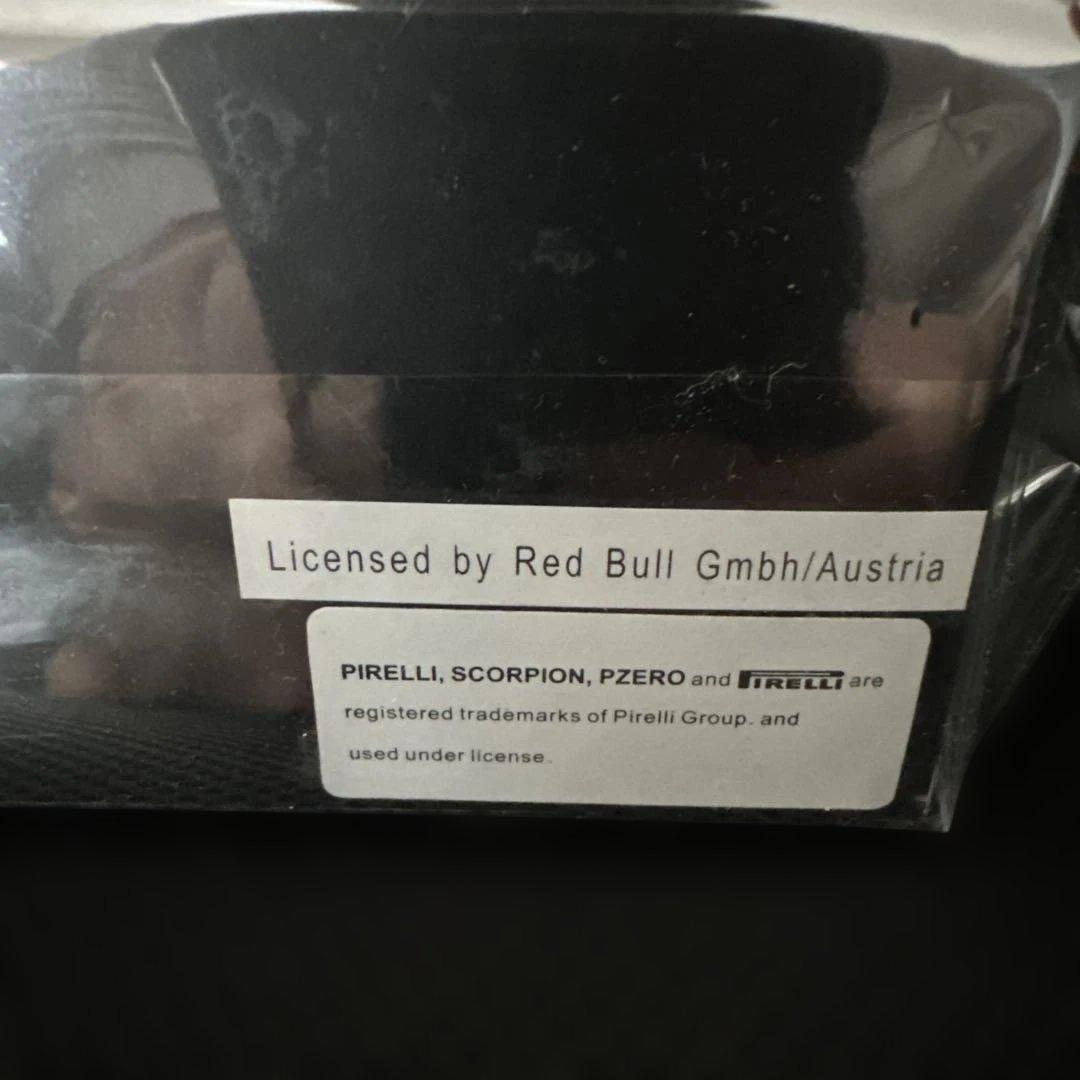 Licensed by Red Bull Gmbh/Austria
PIRELLI, SCORPION, PZERO and PIRELLI are
registered trademarks of Pirelli Group. and
used under license.